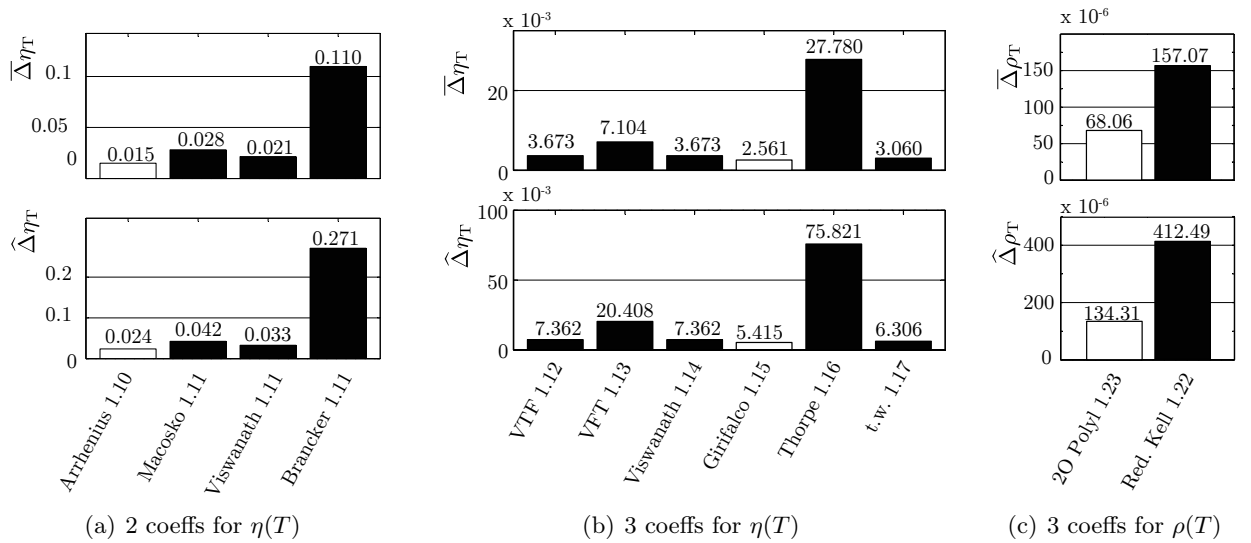 x 10-3
x 10-6
Δ̅ηT
0.1
0.05
0
0.015
0.028
0.021
0.110
Δ̅ηT
20
0
3.673
7.104
3.673
2.561
27.780
3.060
Δ̅ρT
150
100
50
0
68.06
157.07
x 10-3
x 10-6
Δ̂ηT
0.2
0.1
0
0.024
0.042
0.033
0.271
Δ̂ηT
100
50
0
7.362
20.408
7.362
5.415
75.821
6.306
Δ̂ρT
400
200
0
134.31
412.49
Arrhenius 1.10
Macosko 1.11
Viswanath 1.11
Brancker 1.11
VTF 1.12
VFT 1.13
Viswanath 1.14
Girifalco 1.15
Thorpe 1.16
t.w. 1.17
2O Polyl 1.23
Red. Kell 1.22
(a) 2 coeffs for η(T)
(b) 3 coeffs for η(T)
(c) 3 coeffs for ρ(T)